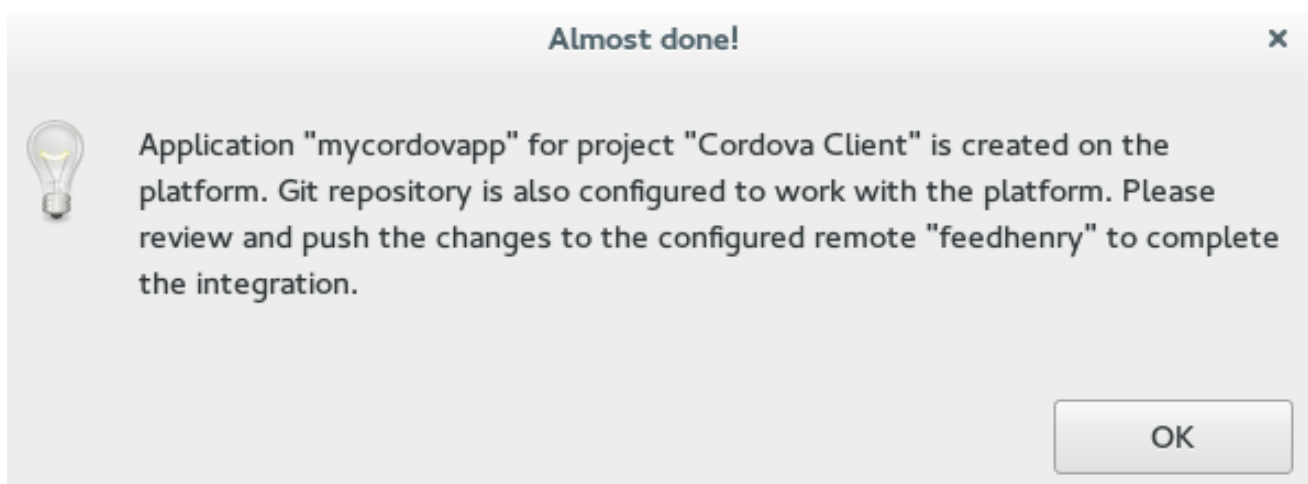 Almost done!
Application "mycordovapp" for project "Cordova Client" is created on the
platform. Git repository is also configured to work with the platform. Please
review and push the changes to the configured remote "feedhenry" to complete
the integration.
OK